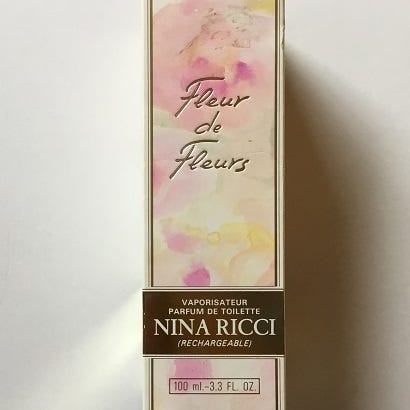 Fleur
de
Fleurs
VAPORISATEUR
PARFUM DE TOILETTE
NINA RICCI
(RECHARGEABLE)
100 ml.-3.3 FL. OZ.